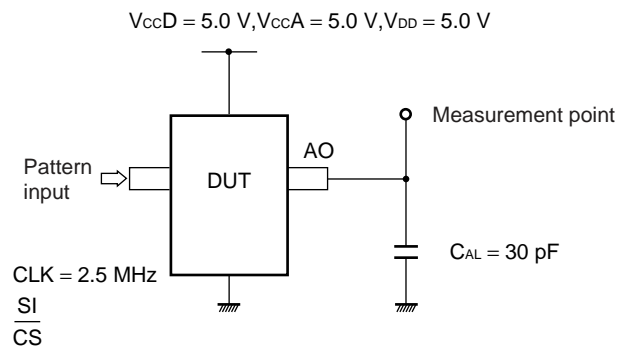 VCCD = 5.0 V,VCCA = 5.0 V,VDD = 5.0 V
Measurement point
AO
Pattern
input
DUT
CAL = 30 pF
CLK = 2.5 MHz
SI
CS